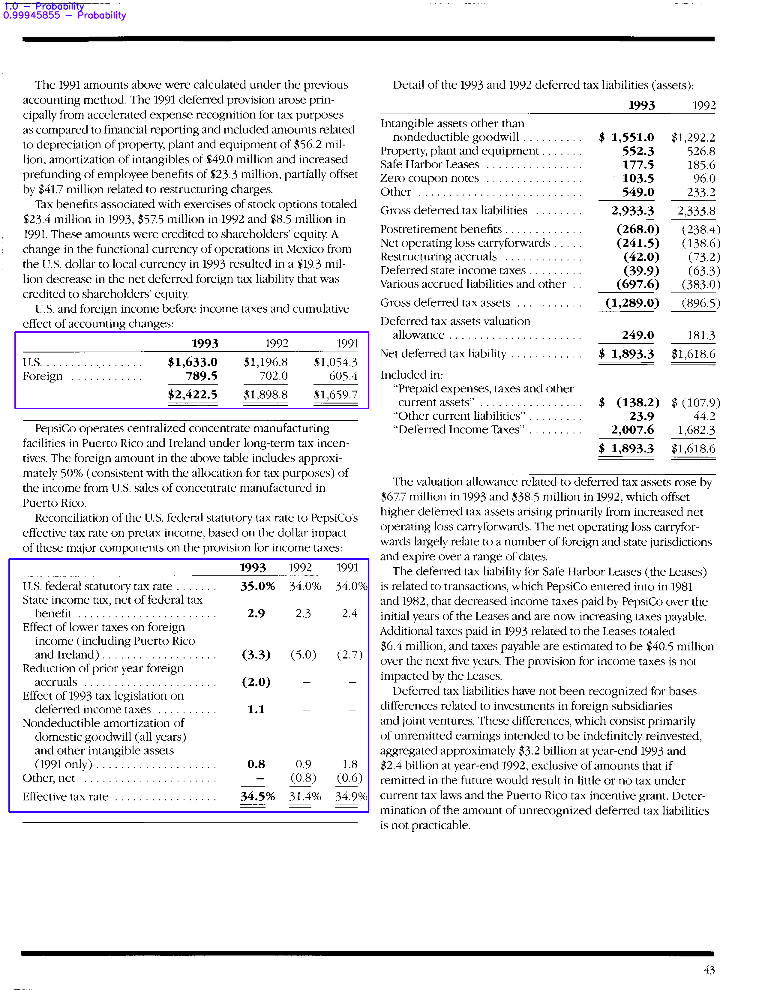 1.0 – Probability
0.99945855 – Probability
The 1991 amounts above were calculated under the previous
accounting method. The 1991 deferred provision arose prin-
cipally from accelerated expense recognition for tax purposes
as compared to financial reporting and included amounts related
to depreciation of property, plant and equipment of $56.2 mil-
lion, amortization of intangibles of $49.0 million and increased
prefunding of employee benefits of $23.3 million, partially offset
by $41.7 million related to restructuring charges.
Tax benefits associated with exercises of stock options totaled
$23.4 million in 1993, $57.5 million in 1992 and $8.5 million in
1991. These amounts were credited to shareholders' equity. A
change in the functional currency of operations in Mexico from
the U.S. dollar to local currency in 1993 resulted in a $19.3 mil-
lion decrease in the net deferred foreign tax liability that was
credited to shareholders' equity.
U.S. and foreign income before income taxes and cumulative
effect of accounting changes:
1993 1992 1991
U.S. . . . . . . . . . . . . . . . . . $1,633.0 $1,196.8 $1,054.3
Foreign . . . . . . . . . . . . 789.5 702.0 605.4
$2,422.5 $1,898.8 $1,659.7
PepsiCo operates centralized concentrate manufacturing
facilities in Puerto Rico and Ireland under long-term tax incen-
tives. The foreign amount in the above table includes approxi-
mately 50% (consistent with the allocation for tax purposes) of
the income from U.S. sales of concentrate manufactured in
Puerto Rico.
Reconciliation of the U.S. federal statutory tax rate to PepsiCo's
effective tax rate on pretax income, based on the dollar impact
of these major components on the provision for income taxes:
1993 1992 1991
U.S. federal statutory tax rate . . . . . . . 35.0% 34.0% 34.0%
State income tax, net of federal tax
benefit . . . . . . . . . . . . . . . . . . . . . . . 2.9 2.3 2.4
Effect of lower taxes on foreign
income (including Puerto Rico
and Ireland) . . . . . . . . . . . . . . . . . . . (3.3) (5.0) (2.7)
Reduction of prior year foreign
accruals . . . . . . . . . . . . . . . . . . . . . . (2.0) – –
Effect of 1993 tax legislation on
deferred income taxes . . . . . . . . . . 1.1 – –
Nondeductible amortization of
domestic goodwill (all years)
and other intangible assets
(1991 only) . . . . . . . . . . . . . . . . . . . . 0.8 0.9 1.8
Other, net . . . . . . . . . . . . . . . . . . . . . . – (0.8) (0.6)
Effective tax rate . . . . . . . . . . . . . . . . . 34.5% 31.4% 34.9%
Detail of the 1993 and 1992 deferred tax liabilities (assets):
1993 1992
Intangible assets other than
nondeductible goodwill . . . . . . . . . . $ 1,551.0 $1,292.2
Property, plant and equipment . . . . . . . 552.3 526.8
Safe Harbor Leases . . . . . . . . . . . . . . . . 177.5 185.6
Zero coupon notes . . . . . . . . . . . . . . . . 103.5 96.0
Other . . . . . . . . . . . . . . . . . . . . . . . . . . . 549.0 233.2
Gross deferred tax liabilities . . . . . . . . 2,933.3 2,333.8
Postretirement benefits . . . . . . . . . . . . . (268.0) (238.4)
Net operating loss carryforwards . . . . . (241.5) (138.6)
Restructuring accruals . . . . . . . . . . . . . (42.0) (73.2)
Deferred state income taxes . . . . . . . . . (39.9) (63.3)
Various accrued liabilities and other . . (697.6) (383.0)
Gross deferred tax assets . . . . . . . . . . . (1,289.0) (896.5)
Deferred tax assets valuation
allowance . . . . . . . . . . . . . . . . . . . . . . 249.0 181.3
Net deferred tax liability . . . . . . . . . . . . $ 1,893.3 $1,618.6
Included in:
"Prepaid expenses, taxes and other
current assets" . . . . . . . . . . . . . . . . . $ (138.2) $ (107.9)
"Other current liabilities" . . . . . . . . . 23.9 44.2
"Deferred Income Taxes" . . . . . . . . . 2,007.6 1,682.3
$ 1,893.3 $1,618.6
The valuation allowance related to deferred tax assets rose by
$67.7 million in 1993 and $38.5 million in 1992, which offset
higher deferred tax assets arising primarily from increased net
operating loss carryforwards. The net operating loss carryfor-
wards largely relate to a number of foreign and state jurisdictions
and expire over a range of dates.
The deferred tax liability for Safe Harbor Leases (the Leases)
is related to transactions, which PepsiCo entered into in 1981
and 1982, that decreased income taxes paid by PepsiCo over the
initial years of the Leases and are now increasing taxes payable.
Additional taxes paid in 1993 related to the Leases totaled
$6.4 million, and taxes payable are estimated to be $40.5 million
over the next five years. The provision for income taxes is not
impacted by the Leases.
Deferred tax liabilities have not been recognized for bases
differences related to investments in foreign subsidiaries
and joint ventures. These differences, which consist primarily
of unremitted earnings intended to be indefinitely reinvested,
aggregated approximately $3.2 billion at year-end 1993 and
$2.4 billion at year-end 1992, exclusive of amounts that if
remitted in the future would result in little or no tax under
current tax laws and the Puerto Rico tax incentive grant. Deter-
mination of the amount of unrecognized deferred tax liabilities
is not practicable.
43